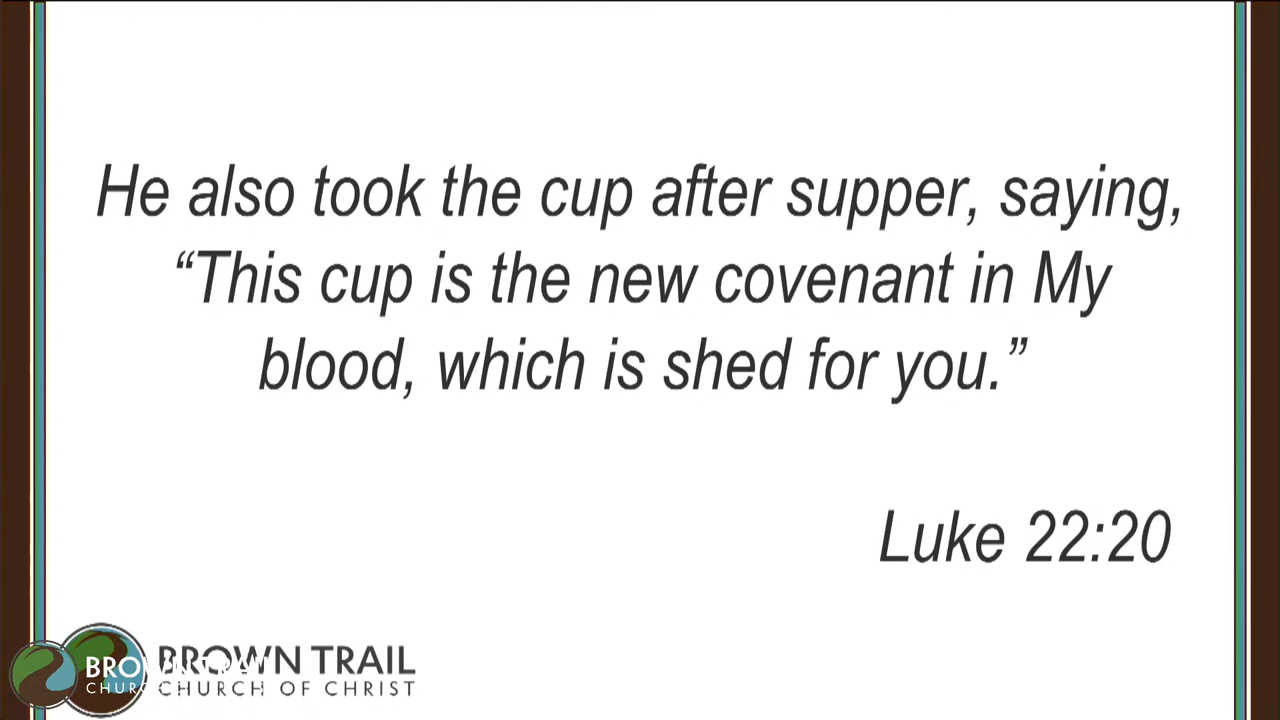 He also took the cup after supper, saying,
“This cup is the new covenant in My
blood, which is shed for you.”
Luke 22:20
BROWN TRAIL
CHURCH OF CHRIST